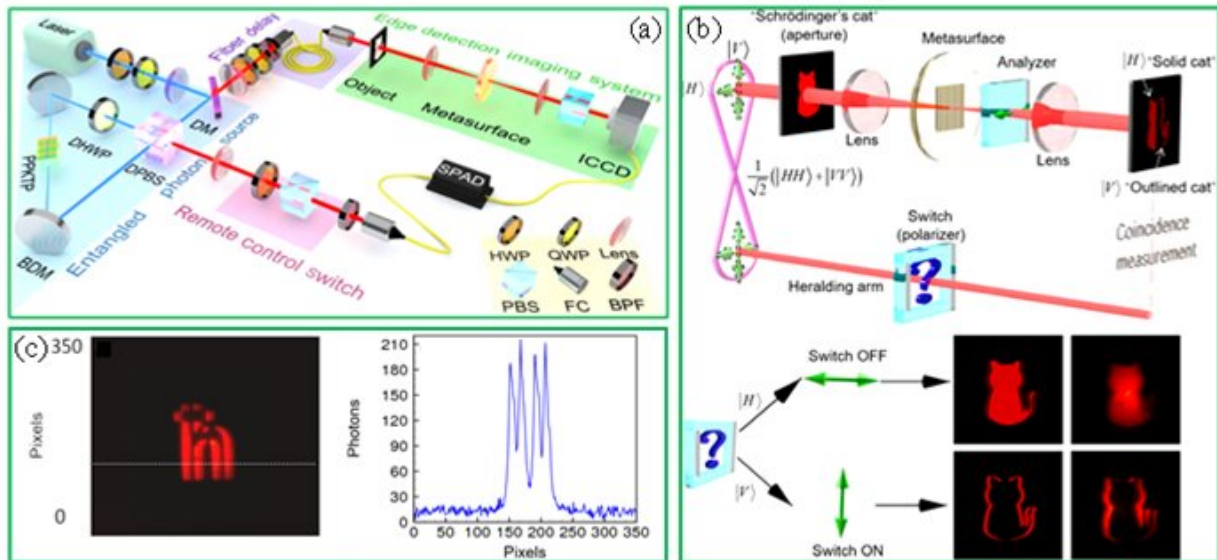 (a)
Laser
Fiber delay
Edge detection imaging system
Object
Metasurface
ICCD
DM
DHWP
DPBS
PPKTP
BDM
Entangled photon source
Remote control switch
SPAD
HWP QWP Lens
PBS FC BPF
(b)
"Schrödinger's cat"
(aperture)
Metasurface
Analyzer
|V⟩
|H⟩
|H⟩ "Solid cat"
Lens
Lens
1/√2 (|HH⟩ + |VV⟩)
|V⟩ "Outlined cat"
Switch
(polarizer)
Coincidence
measurement
?
Heralding arm
Switch OFF
|H⟩
?
|V⟩
Switch ON
(c)
350
Pixels
0
Photons
210
180
150
120
90
60
30
0
0 50 100 150 200 250 300 350
Pixels